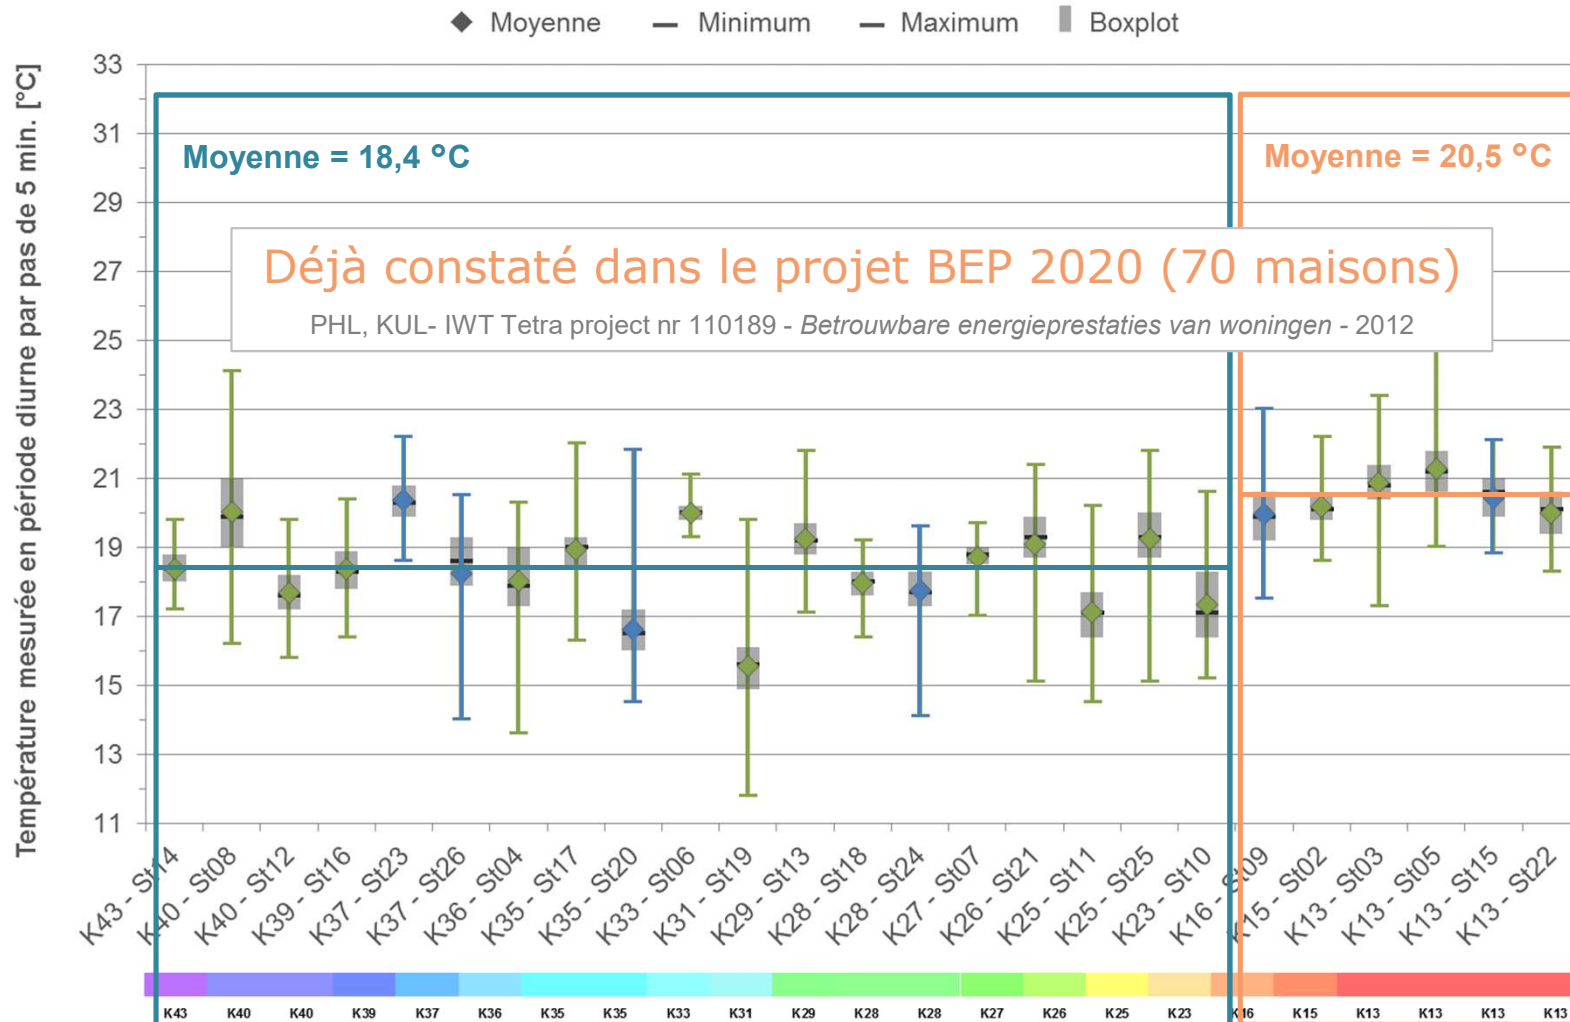 Moyenne
Minimum
Maximum
Boxplot
Température mesurée en période diurne par pas de 5 min. [°C]
33
31
29
27
25
23
21
19
17
15
13
11
Moyenne = 18,4 °C
Moyenne = 20,5 °C
Déjà constaté dans le projet BEP 2020 (70 maisons)
PHL, KUL- IWT Tetra project nr 110189 - Betrouwbare energieprestaties van woningen - 2012
K43 - St14
K40 - St08
K40 - St12
K39 - St16
K37 - St23
K37 - St26
K36 - St04
K35 - St17
K35 - St20
K33 - St06
K31 - St19
K29 - St13
K28 - St18
K28 - St24
K27 - St07
K26 - St21
K25 - St11
K25 - St25
K23 - St10
K16 - St09
K15 - St02
K13 - St03
K13 - St05
K13 - St15
K13 - St22
K43 K40 K40 K39 K37 K36 K35 K35 K33 K31 K29 K28 K28 K27 K26 K25 K23 K16 K15 K13 K13 K13 K13